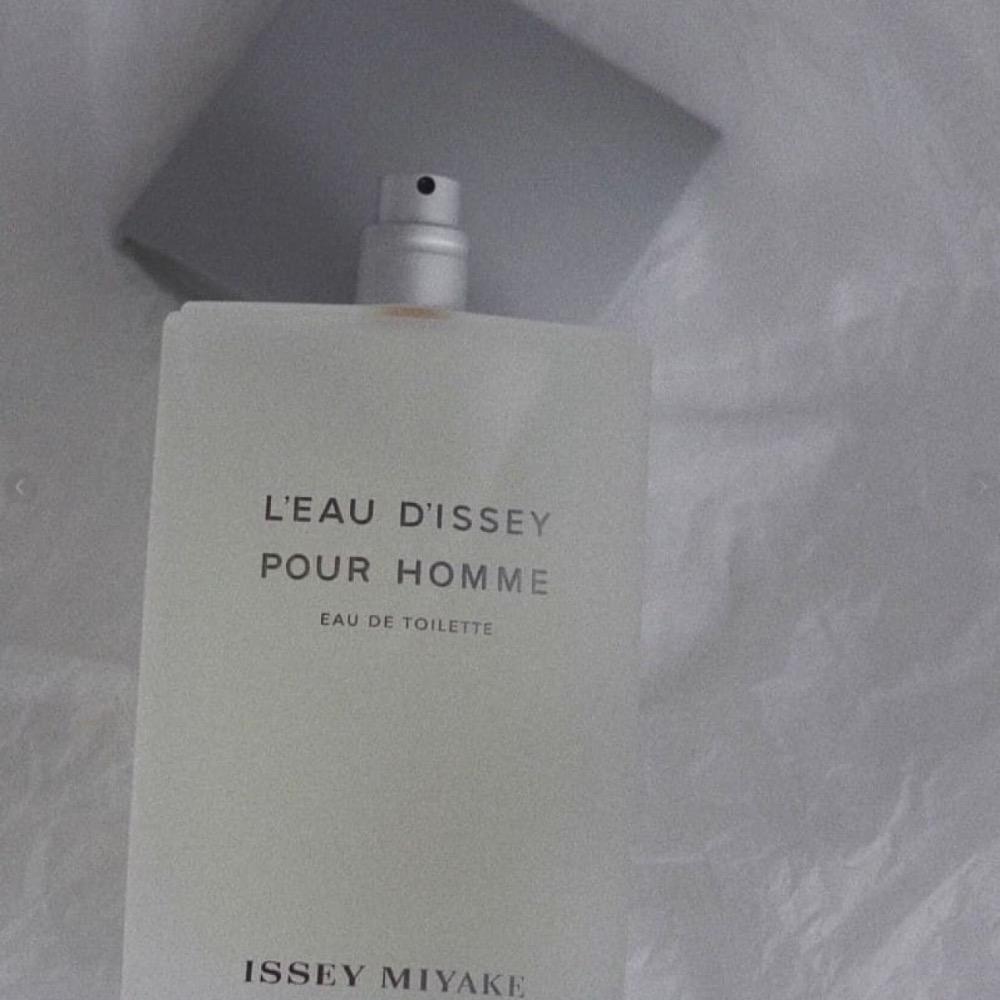 L'EAU D'ISSEY
POUR HOMME
EAU DE TOILETTE
ISSEY MIYAKE